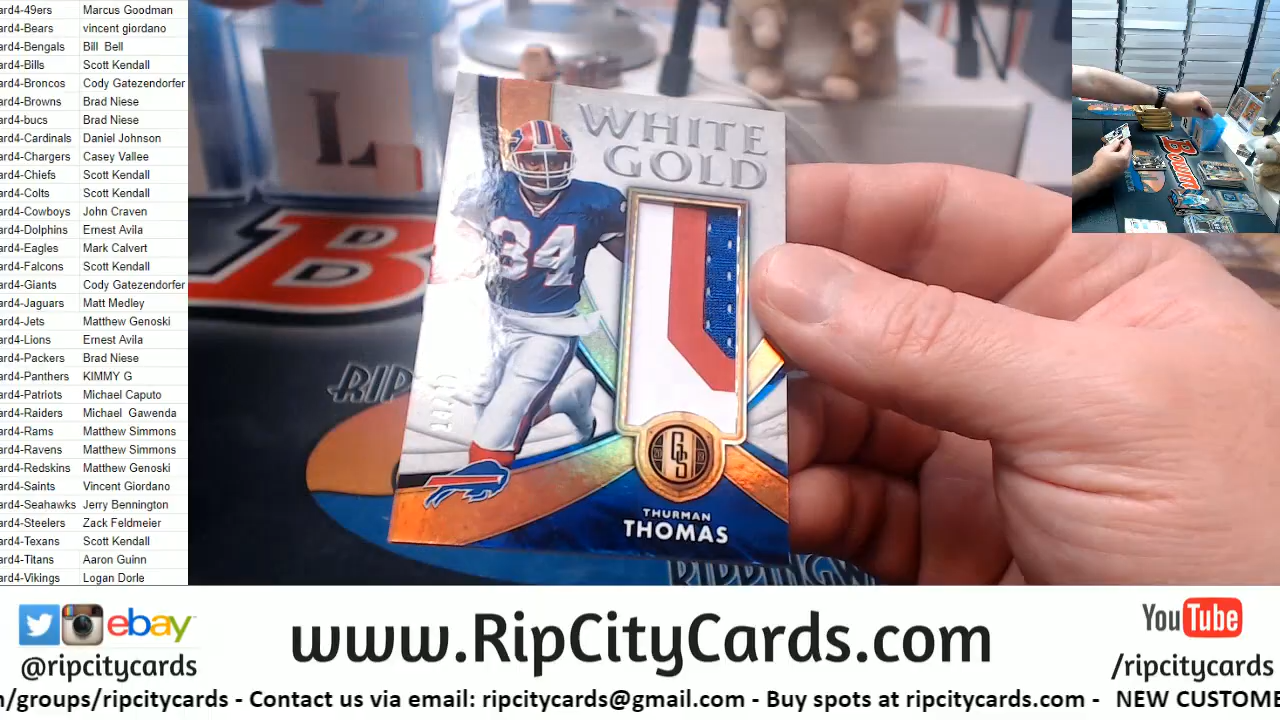 ard4-49ers Marcus Goodman
ard4-Bears vincent giordano
ard4-Bengals Bill Bell
ard4-Bills Scott Kendall
ard4-Broncos Cody Gatezendorfer
ard4-Browns Brad Niese
ard4-bucs Brad Niese
ard4-Cardinals Daniel Johnson
ard4-Chargers Casey Vallee
ard4-Chiefs Scott Kendall
ard4-Colts Scott Kendall
ard4-Cowboys John Craven
ard4-Dolphins Ernest Avila
ard4-Eagles Mark Calvert
ard4-Falcons Scott Kendall
ard4-Giants Cody Gatezendorfer
ard4-Jaguars Matt Medley
ard4-Jets Matthew Genoski
ard4-Lions Ernest Avila
ard4-Packers Brad Niese
ard4-Panthers KIMMY G
ard4-Patriots Michael Caputo
ard4-Raiders Michael Gawenda
ard4-Rams Matthew Simmons
ard4-Ravens Matthew Simmons
ard4-Redskins Matthew Genoski
ard4-Saints Vincent Giordano
ard4-Seahawks Jerry Bennington
ard4-Steelers Zack Feldmeier
ard4-Texans Scott Kendall
ard4-Titans Aaron Guinn
ard4-Vikings Logan Dorle
L
BO
RIP
WHITE
GOLD
34
GS
THURMAN
THOMAS
RIPPINGW
BOOM
ebay
@ripcitycards
www.RipCityCards.com
YouTube
/ripcitycards
n/groups/ripcitycards - Contact us via email: ripcitycards@gmail.com - Buy spots at ripcitycards.com - NEW CUSTOME